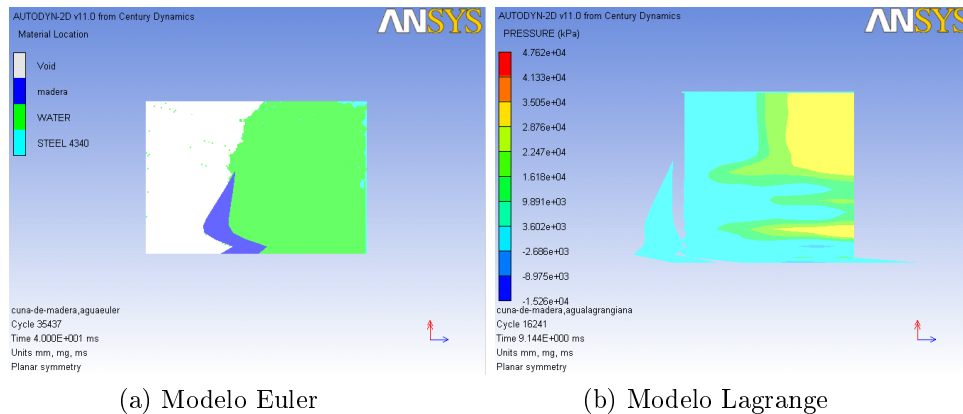 AUTODYN-2D v11.0 from Century Dynamics
ANSYS
Material Location
Void
madera
WATER
STEEL 4340
cuna-de-madera,aguaeuler
Cycle 35437
Time 4.000E+001 ms
Units mm, mg, ms
Planar symmetry
(a) Modelo Euler
AUTODYN-2D v11.0 from Century Dynamics
ANSYS
PRESSURE (kPa)
4.762e+04
4.133e+04
3.505e+04
2.876e+04
2.247e+04
1.618e+04
9.891e+03
3.602e+03
-2.686e+03
-8.975e+03
-1.526e+04
cuna-de-madera,agualagrangiana
Cycle 16241
Time 9.144E+000 ms
Units mm, mg, ms
Planar symmetry
(b) Modelo Lagrange